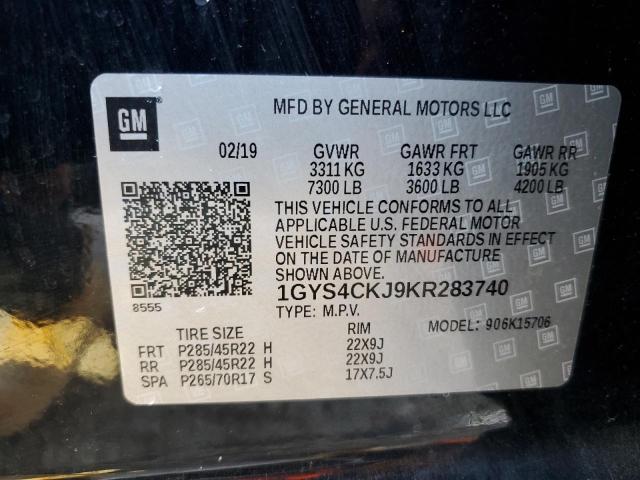 GM
MFD BY GENERAL MOTORS LLC
02/19 GVWR GAWR FRT GAWR RR
3311 KG 1633 KG 1905 KG
7300 LB 3600 LB 4200 LB
THIS VEHICLE CONFORMS TO ALL
APPLICABLE U.S. FEDERAL MOTOR
VEHICLE SAFETY STANDARDS IN EFFECT
ON THE DATE OF MANUFACTURE
SHOWN ABOVE.
1GYS4CKJ9KR283740
8555
TYPE: M.P.V. MODEL: 906K15706
TIRE SIZE RIM
FRT P285/45R22 H 22X9J
RR P285/45R22 H 22X9J
SPA P265/70R17 S 17X7.5J